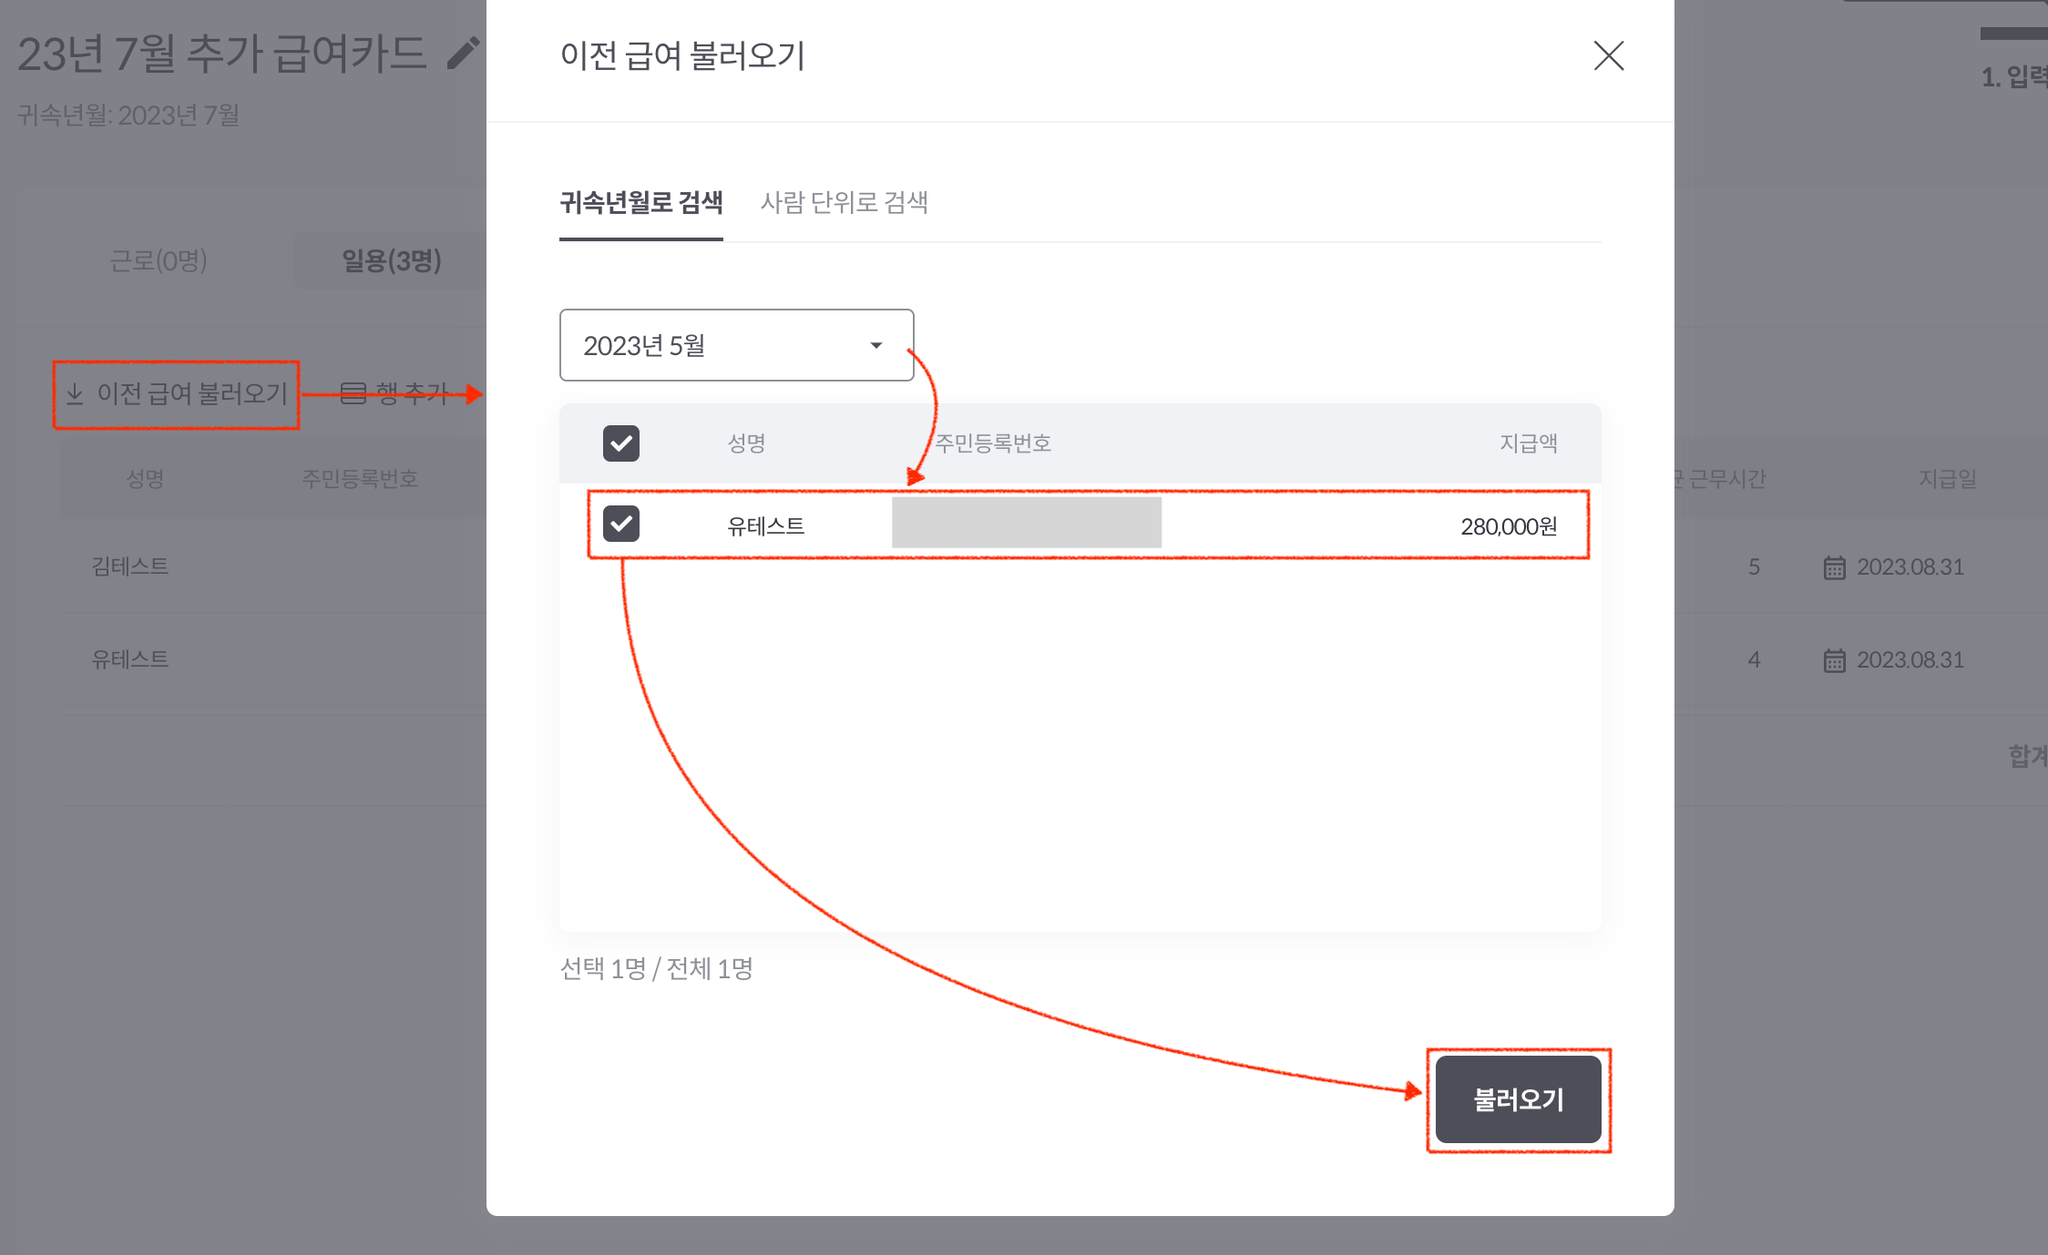 23년 7월 추가 급여카드
귀속년월: 2023년 7월
1. 입력
근로(0명)
일용(3명)
이전 급여 불러오기
행 추가
성명
주민등록번호
근무시간
지급일
김테스트
5
2023.08.31
유테스트
4
2023.08.31
이전 급여 불러오기
귀속년월로 검색
사람 단위로 검색
2023년 5월
성명
주민등록번호
지급액
유테스트
280,000원
선택 1명 / 전체 1명
불러오기